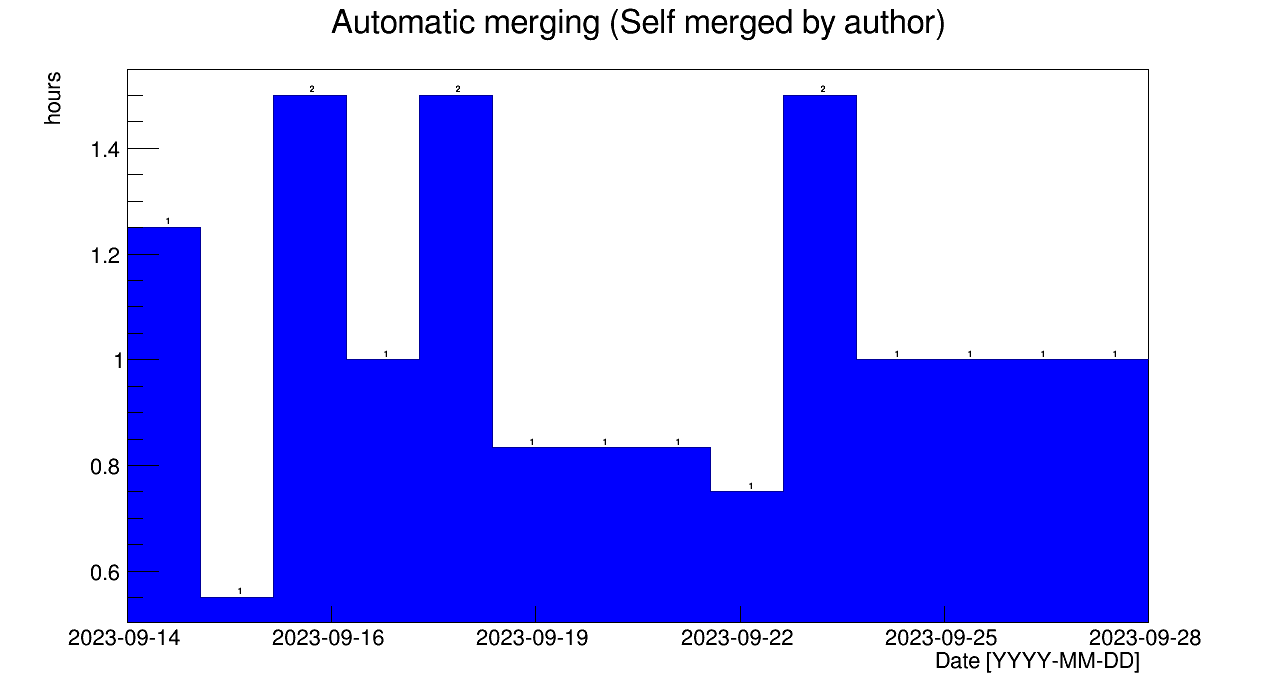 Automatic merging (Self merged by author)
hours
2 2 2
1.4
1
1.2
1 1 1 1 1 1
1 1 1
0.8
1
0.6
1
2023-09-14 2023-09-16 2023-09-19 2023-09-22 2023-09-25 2023-09-28
Date [YYYY-MM-DD]